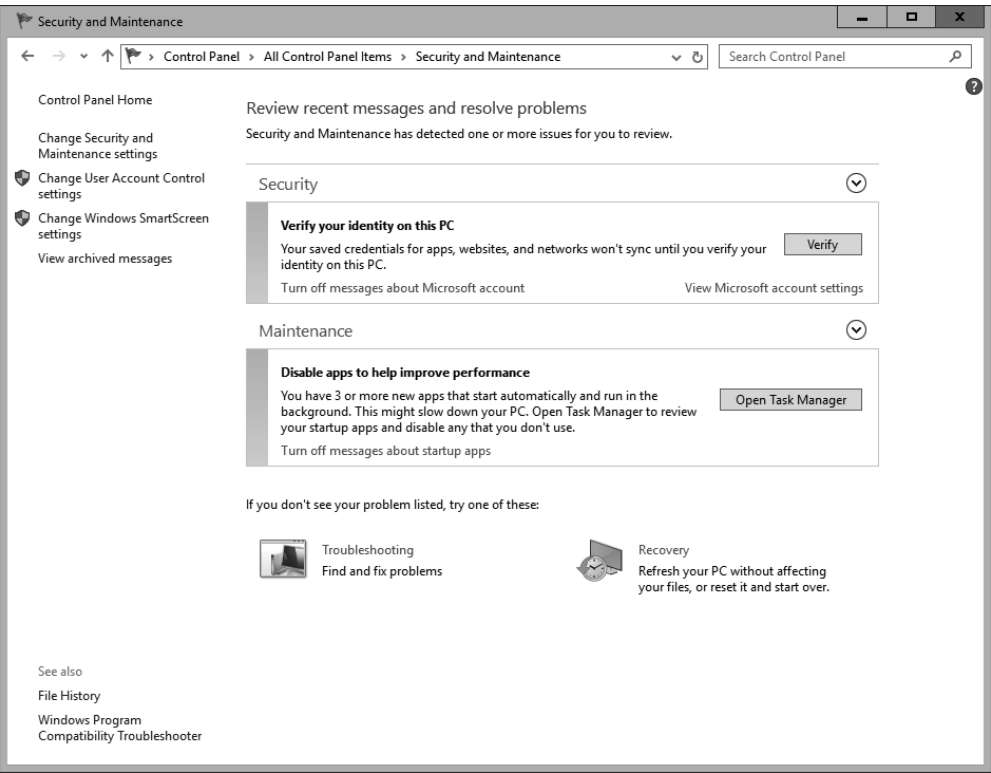 Security and Maintenance
Control Panel › All Control Panel Items › Security and Maintenance
Search Control Panel
Control Panel Home
Change Security and
Maintenance settings
Change User Account Control
settings
Change Windows SmartScreen
settings
View archived messages
Review recent messages and resolve problems
Security and Maintenance has detected one or more issues for you to review.
Security
Verify your identity on this PC
Your saved credentials for apps, websites, and networks won't sync until you verify your
identity on this PC.
Verify
Turn off messages about Microsoft account
View Microsoft account settings
Maintenance
Disable apps to help improve performance
You have 3 or more new apps that start automatically and run in the
background. This might slow down your PC. Open Task Manager to review
your startup apps and disable any that you don't use.
Open Task Manager
Turn off messages about startup apps
If you don't see your problem listed, try one of these:
Troubleshooting
Find and fix problems
Recovery
Refresh your PC without affecting
your files, or reset it and start over.
See also
File History
Windows Program
Compatibility Troubleshooter